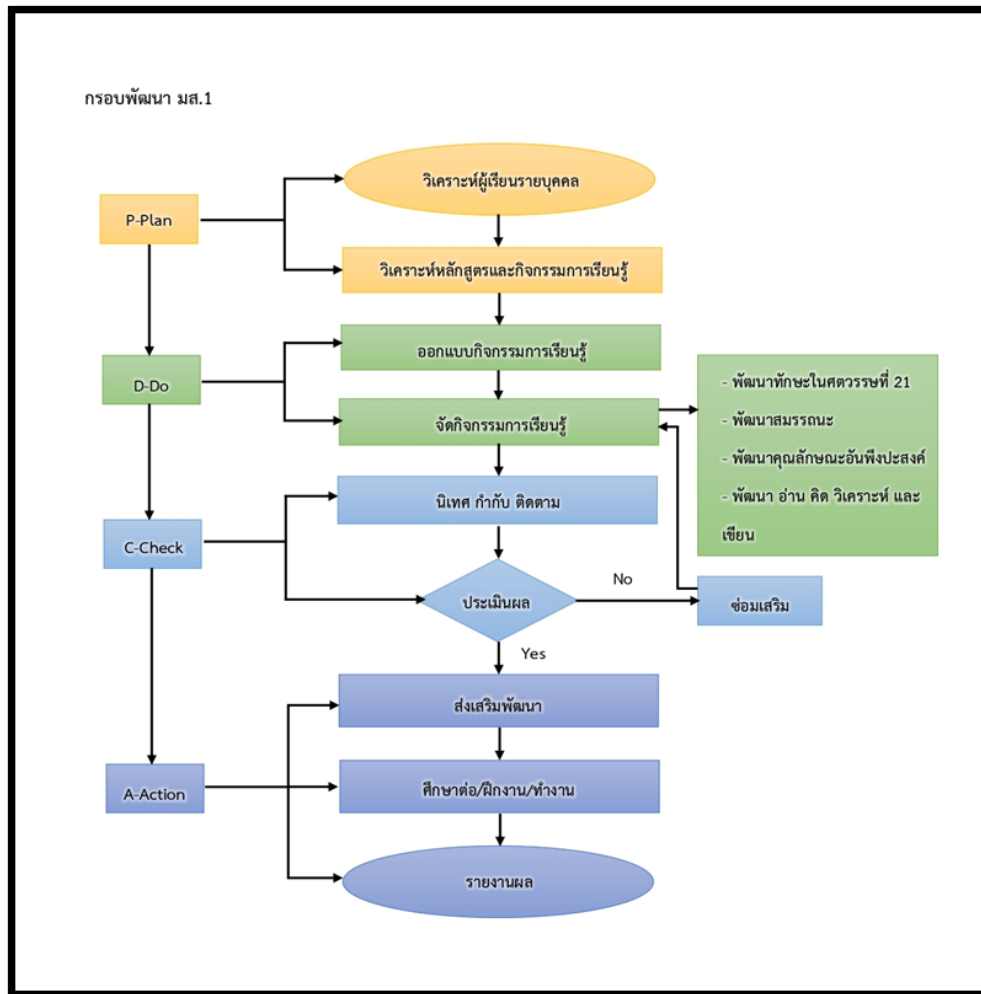 กรอบพัฒนา มส.1
วิเคราะห์ผู้เรียนรายบุคคล
P-Plan
วิเคราะห์หลักสูตรและกิจกรรมการเรียนรู้
ออกแบบกิจกรรมการเรียนรู้
D-Do
จัดกิจกรรมการเรียนรู้
- พัฒนาทักษะในศตวรรษที่ 21
- พัฒนาสมรรถนะ
- พัฒนาคุณลักษณะอันพึงปะสงค์
- พัฒนา อ่าน คิด วิเคราะห์ และ
เขียน
นิเทศ กำกับ ติดตาม
C-Check
ประเมินผล
No
ซ่อมเสริม
Yes
ส่งเสริมพัฒนา
A-Action
ศึกษาต่อ/ฝึกงาน/ทำงาน
รายงานผล